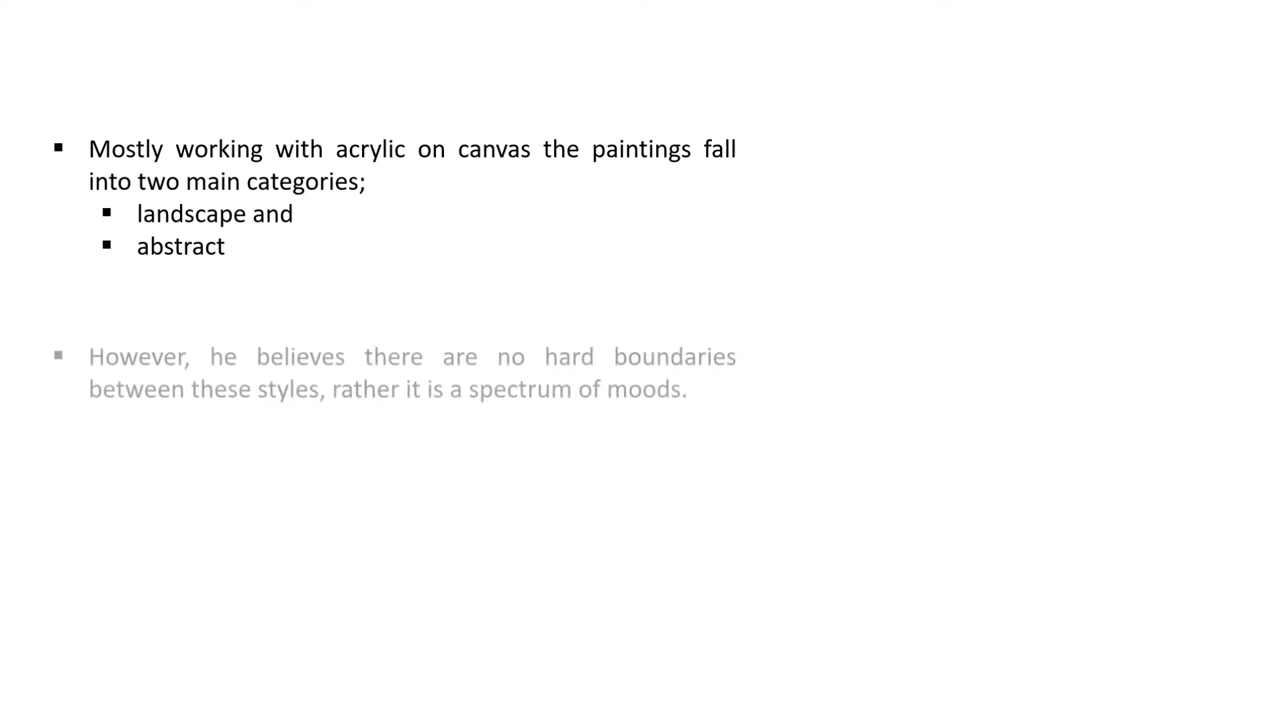 ▪ Mostly working with acrylic on canvas the paintings fall
into two main categories;
▪ landscape and
▪ abstract
▪ However, he believes there are no hard boundaries
between these styles, rather it is a spectrum of moods.